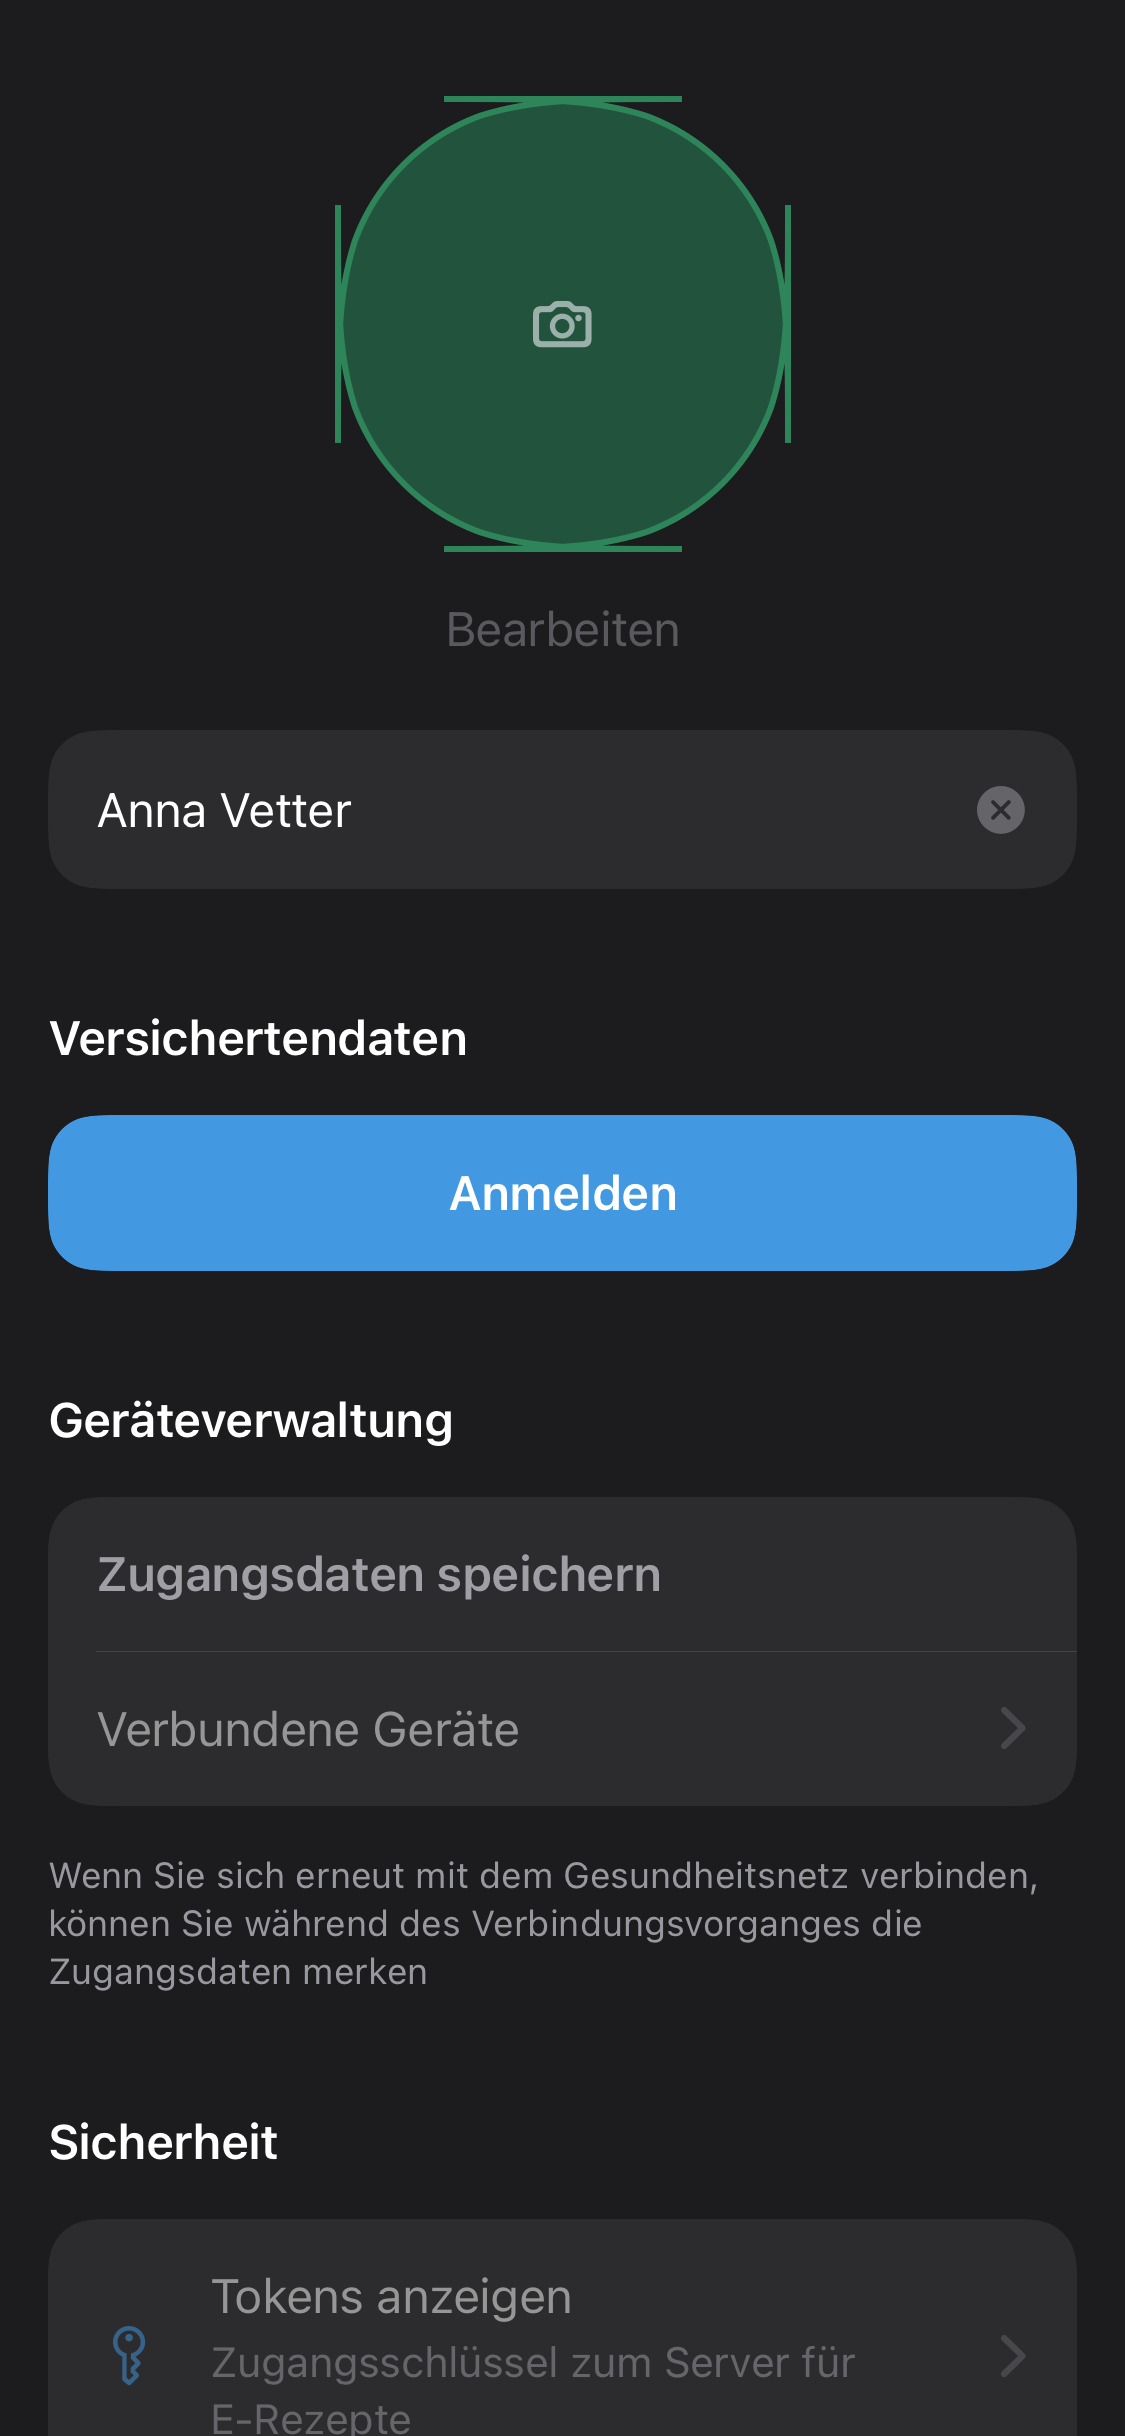 Bearbeiten
Anna Vetter
Versichertendaten
Anmelden
Geräteverwaltung
Zugangsdaten speichern
Verbundene Geräte
Wenn Sie sich erneut mit dem Gesundheitsnetz verbinden,
können Sie während des Verbindungsvorganges die
Zugangsdaten merken
Sicherheit
Tokens anzeigen
Zugangsschlüssel zum Server für
E-Rezepte